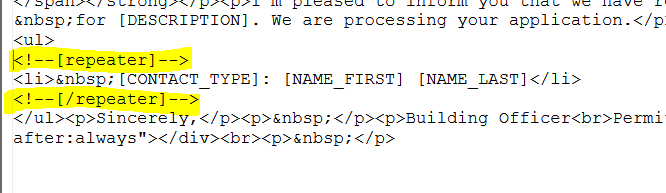 /span></strong></p><p>I'm pleased to inform you that we have re
&nbsp;for [DESCRIPTION]. We are processing your application.</p
<ul>
<!--[repeater]-->
<li>&nbsp;[CONTACT_TYPE]: [NAME_FIRST] [NAME_LAST]</li>
<!--[/repeater]-->
</ul><p>Sincerely,</p><p>&nbsp;</p><p>Building Officer<br>Permi
after:always"></div><br><p>&nbsp;</p>